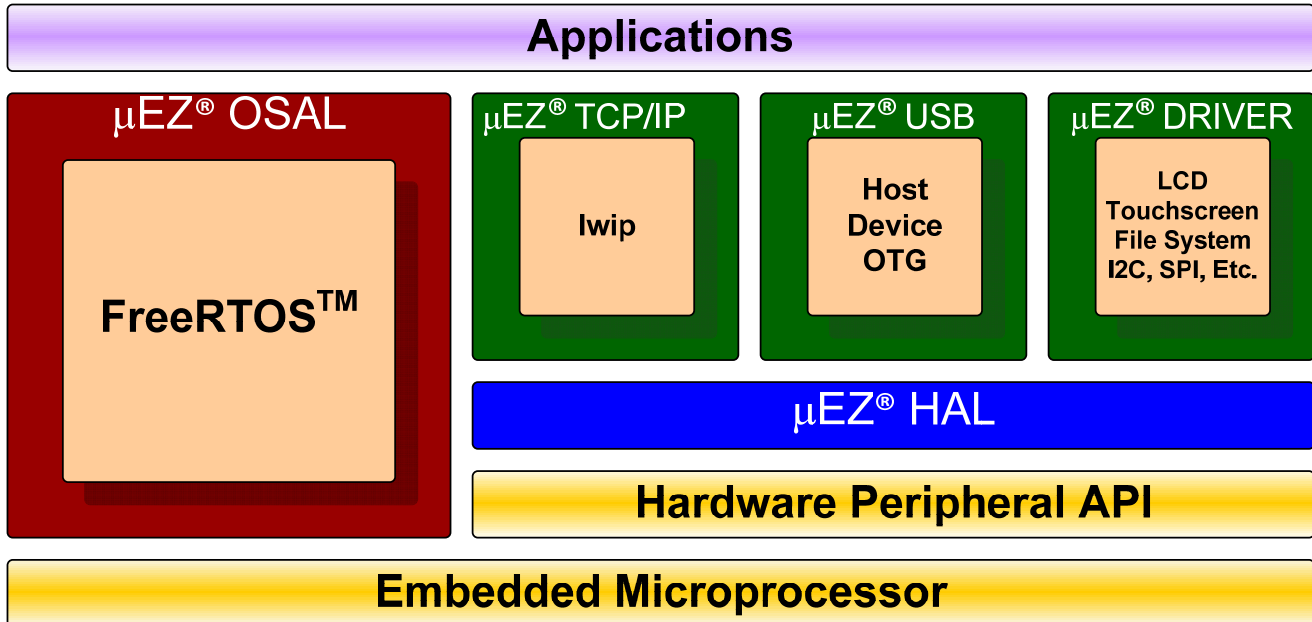 Applications
μEZ® OSAL
FreeRTOS™
μEZ® TCP/IP
lwip
μEZ® USB
Host
Device
OTG
μEZ® DRIVER
LCD
Touchscreen
File System
I2C, SPI, Etc.
μEZ® HAL
Hardware Peripheral API
Embedded Microprocessor